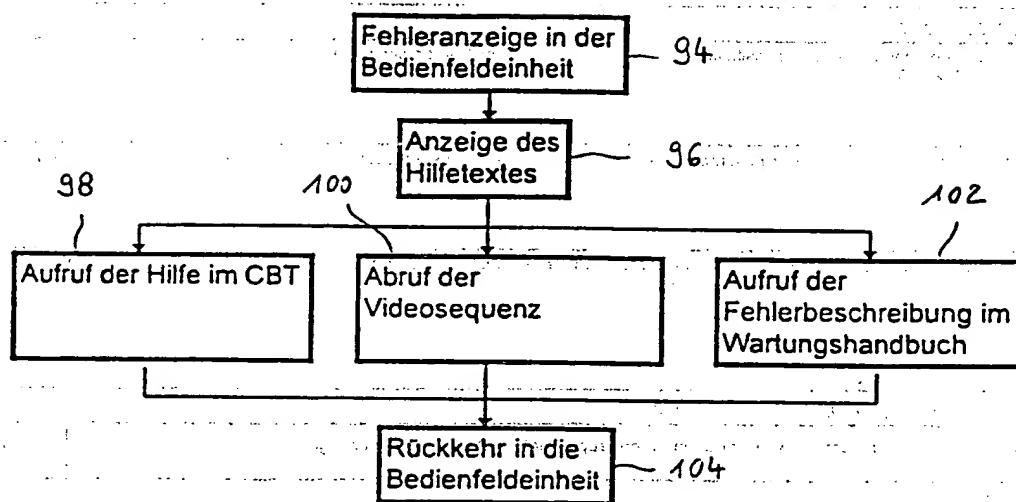 Fehleranzeige in der
Bedienfeldeinheit
94
Anzeige des
Hilfetextes
96
98
100
102
Aufruf der Hilfe im CBT
Abruf der
Videosequenz
Aufruf der
Fehlerbeschreibung im
Wartungshandbuch
Rückkehr in die
Bedienfeldeinheit
104